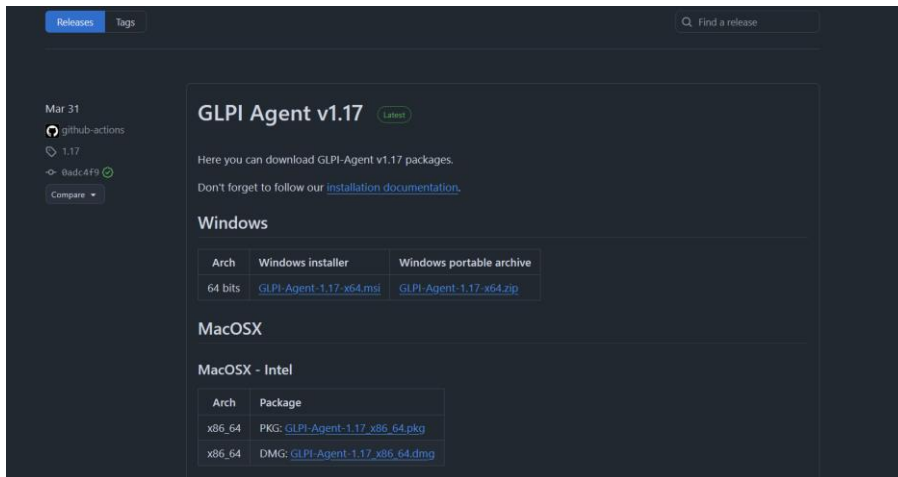 Releases Tags
Find a release
Mar 31
github-actions
1.17
0adc4f9
Compare
GLPI Agent v1.17 Latest
Here you can download GLPI-Agent v1.17 packages.
Don't forget to follow our installation documentation.
Windows
Arch Windows installer Windows portable archive
64 bits GLPI-Agent-1.17-x64.msi GLPI-Agent-1.17-x64.zip
MacOSX
MacOSX - Intel
Arch Package
x86_64 PKG: GLPI-Agent-1.17_x86_64.pkg
x86_64 DMG: GLPI-Agent-1.17_x86_64.dmg